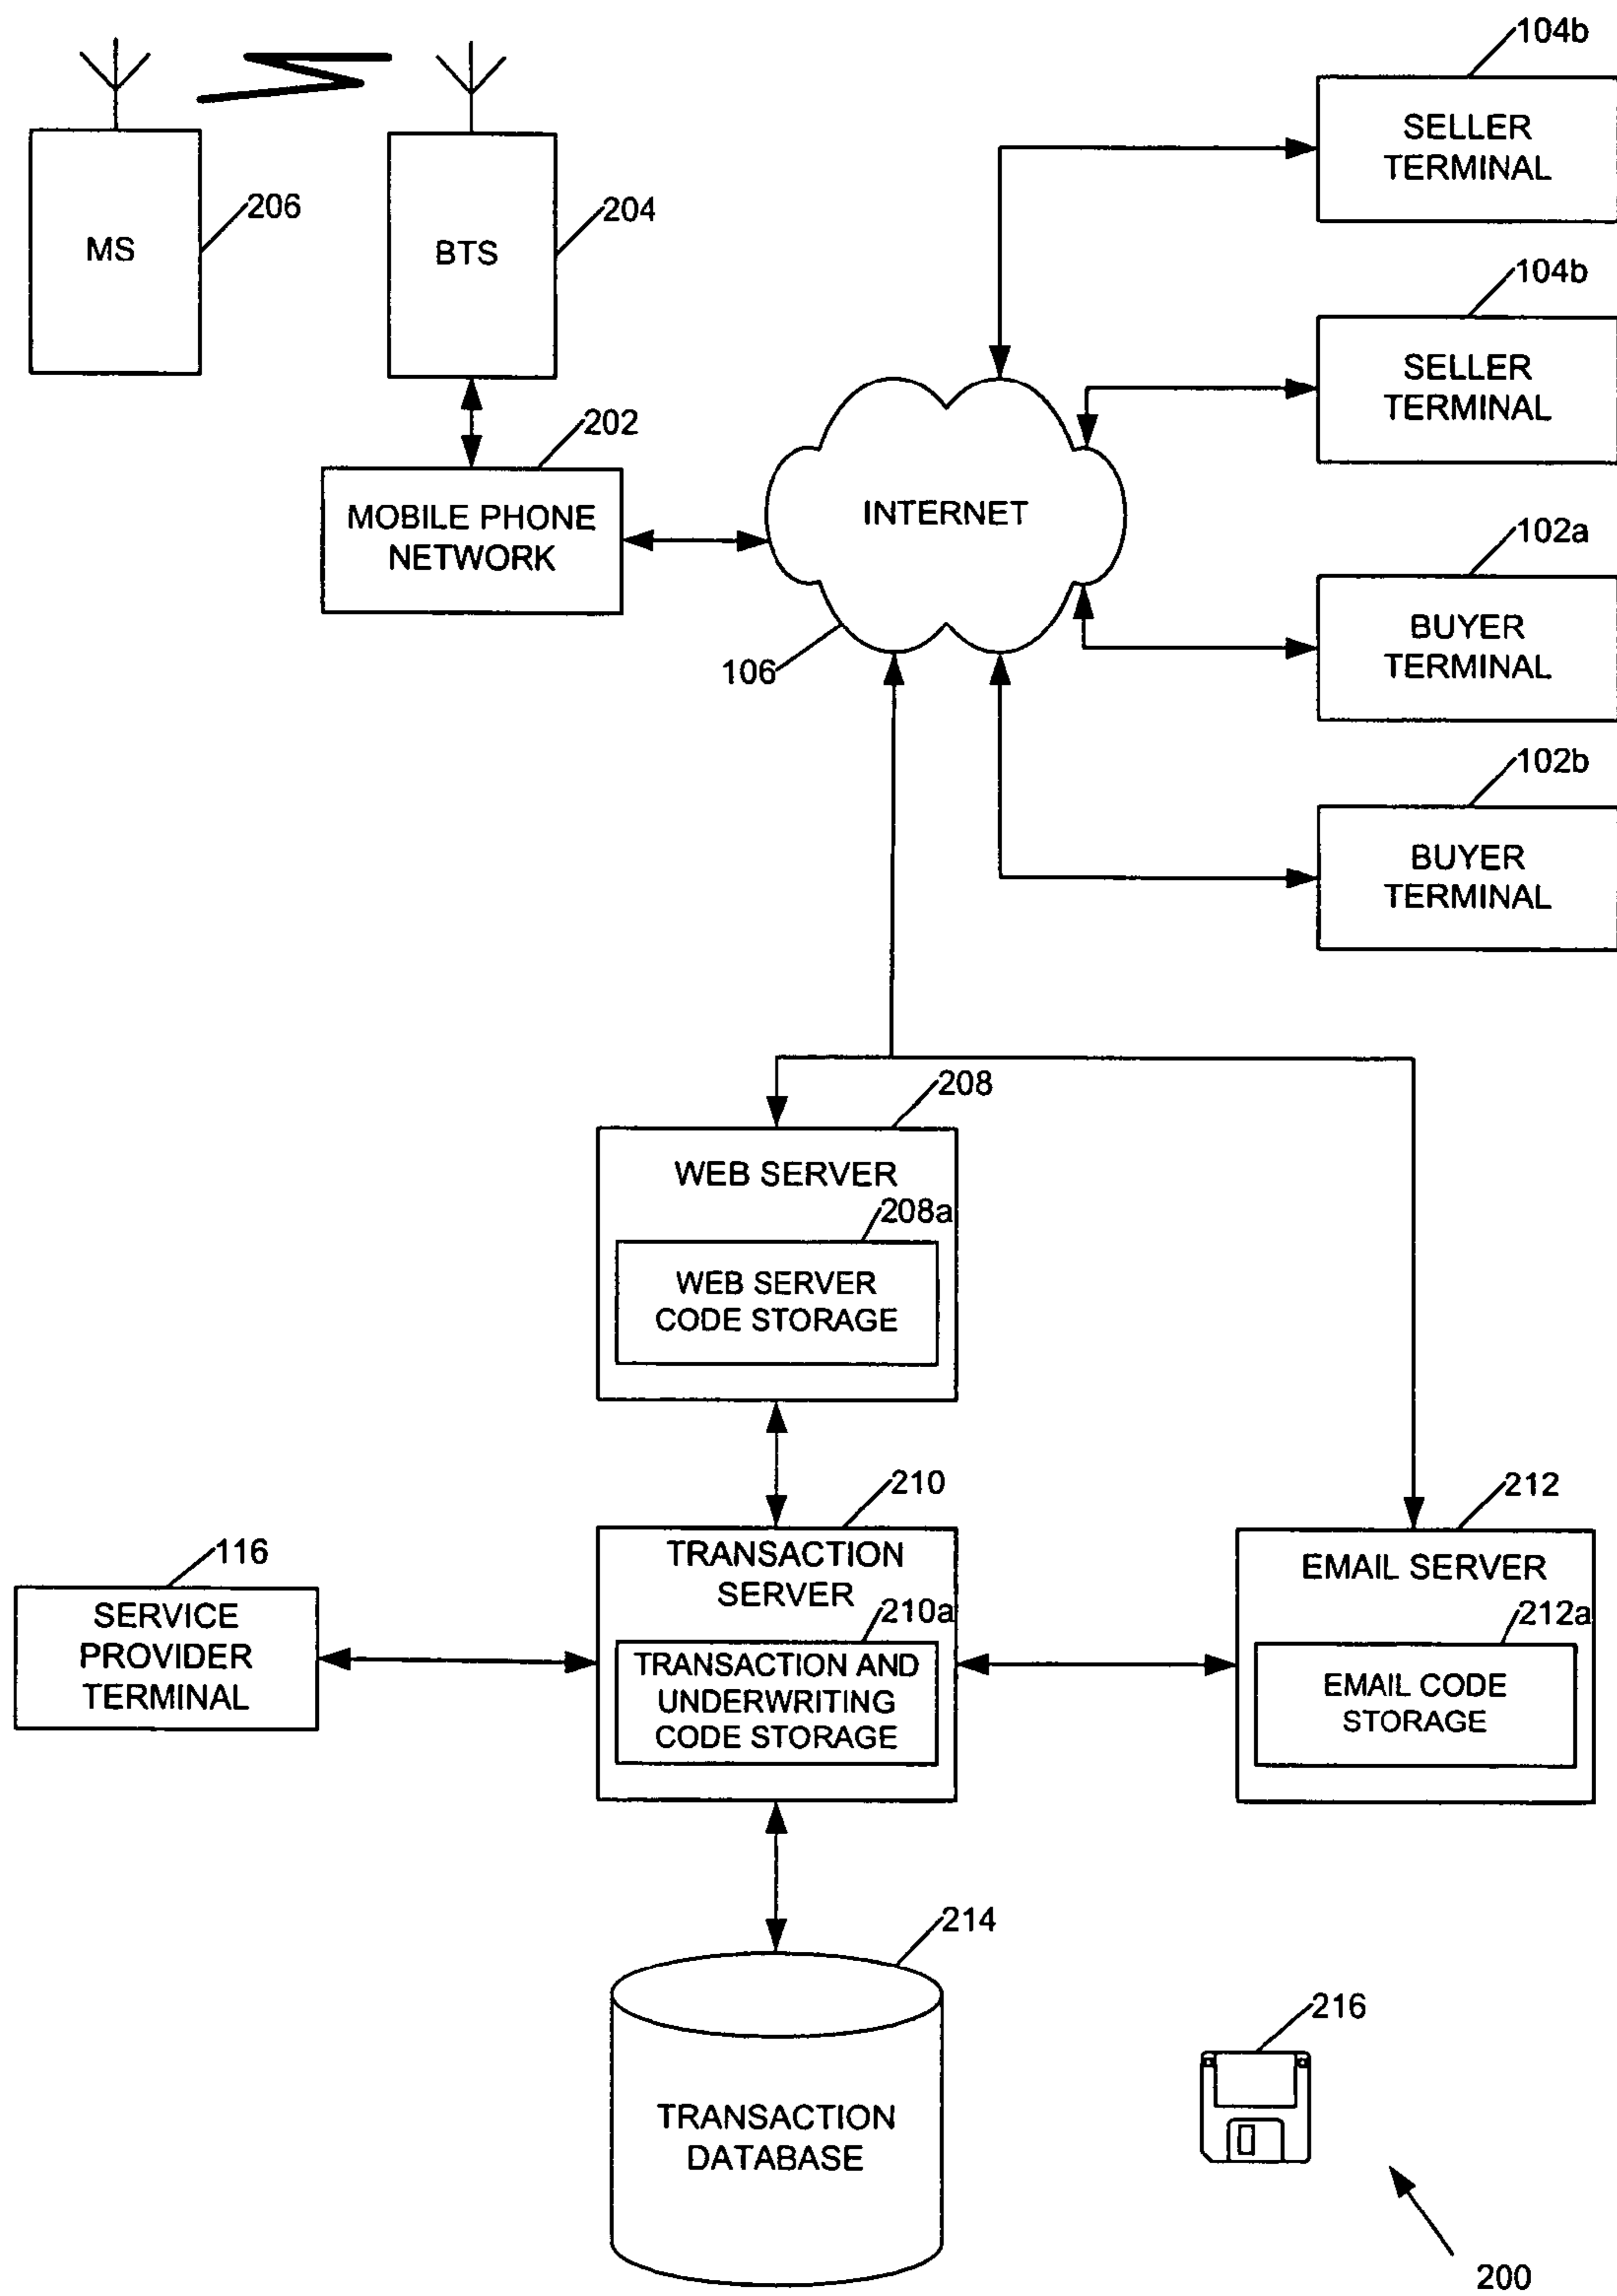 104b
SELLER
TERMINAL
206
MS
204
BTS
104b
SELLER
TERMINAL
202
MOBILE PHONE
NETWORK
INTERNET
106
102a
BUYER
TERMINAL
102b
BUYER
TERMINAL
208
WEB SERVER
208a
WEB SERVER
CODE STORAGE
210
TRANSACTION
SERVER
210a
TRANSACTION AND
UNDERWRITING
CODE STORAGE
212
EMAIL SERVER
212a
EMAIL CODE
STORAGE
116
SERVICE
PROVIDER
TERMINAL
214
TRANSACTION
DATABASE
216
200